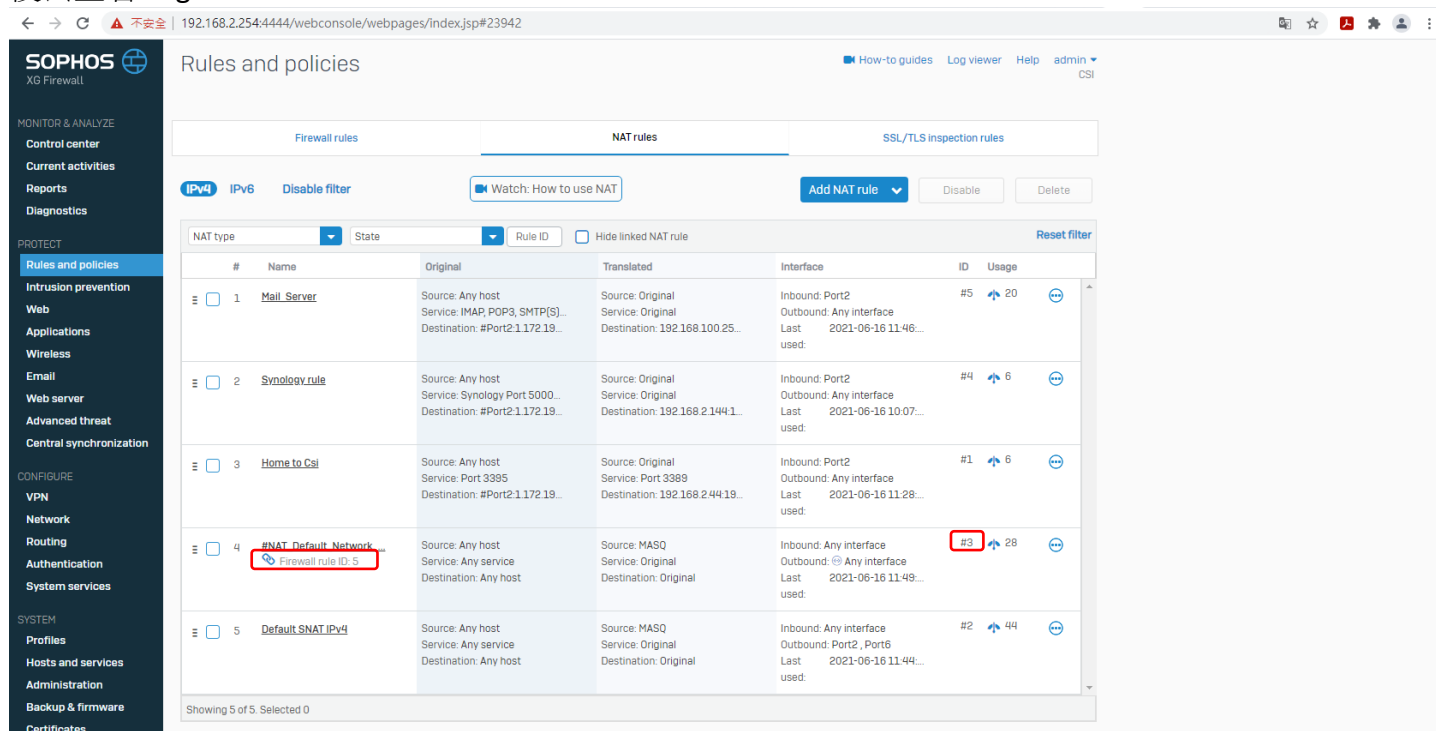 不安全 | 192.168.2.254:4444/webconsole/webpages/index.jsp#23942
SOPHOS
XG Firewall
Rules and policies
How-to guides Log viewer Help admin
CSI
MONITOR & ANALYZE
Control center
Current activities
Reports
Diagnostics
PROTECT
Rules and policies
Intrusion prevention
Web
Applications
Wireless
Email
Web server
Advanced threat
Central synchronization
CONFIGURE
VPN
Network
Routing
Authentication
System services
SYSTEM
Profiles
Hosts and services
Administration
Backup & firmware
Certificates
Firewall rules NAT rules SSL/TLS inspection rules
IPv4 IPv6 Disable filter Watch: How to use NAT Add NAT rule Disable Delete
NAT type State Rule ID Hide linked NAT rule Reset filter
# Name Original Translated Interface ID Usage
1 Mail_Server Source: Any host Source: Original Inbound: Port2 #5 20
Service: IMAP, POP3, SMTP(S)... Service: Original Outbound: Any interface
Destination: #Port2:1.172.19... Destination: 192.168.100.25... Last 2021-06-16 11:46:...
used:
2 Synology rule Source: Any host Source: Original Inbound: Port2 #4 6
Service: Synology Port 5000... Service: Original Outbound: Any interface
Destination: #Port2:1.172.19... Destination: 192.168.2.144:1... Last 2021-06-16 10:07:...
used:
3 Home to Csi Source: Any host Source: Original Inbound: Port2 #1 6
Service: Port 3395 Service: Port 3389 Outbound: Any interface
Destination: #Port2:1.172.19... Destination: 192.168.2.44:19... Last 2021-06-16 11:28:...
used:
4 #NAT_Default_Network_... Source: Any host Source: MASQ Inbound: Any interface #3 28
Firewall rule ID: 5 Service: Any service Service: Original Outbound: Any interface
Destination: Any host Destination: Original Last 2021-06-16 11:49:...
used:
5 Default SNAT IPv4 Source: Any host Source: MASQ Inbound: Any interface #2 44
Service: Any service Service: Original Outbound: Port2 , Port6
Destination: Any host Destination: Original Last 2021-06-16 11:44:...
used:
Showing 5 of 5. Selected 0